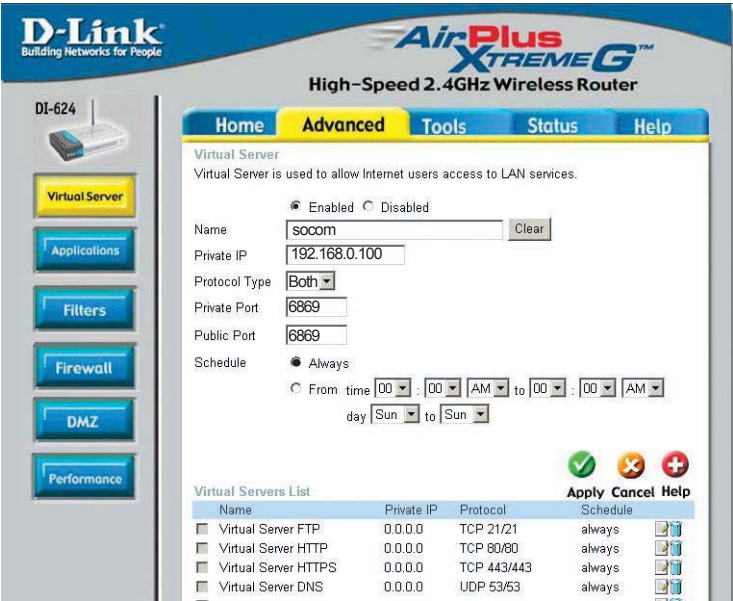 D-Link
Building Networks for People
AirPlus
XTREME G™
High-Speed 2.4GHz Wireless Router
DI-624
Home Advanced Tools Status Help
Virtual Server
Virtual Server is used to allow Internet users access to LAN services.
Enabled Disabled
Name socom Clear
Private IP 192.168.0.100
Protocol Type Both
Private Port 6869
Public Port 6869
Schedule Always
From time 00 : 00 AM to 00 : 00 AM
day Sun to Sun
Apply Cancel Help
Virtual Servers List
Name Private IP Protocol Schedule
Virtual Server FTP 0.0.0.0 TCP 21/21 always
Virtual Server HTTP 0.0.0.0 TCP 80/80 always
Virtual Server HTTPS 0.0.0.0 TCP 443/443 always
Virtual Server DNS 0.0.0.0 UDP 53/53 always
Virtual Server
Applications
Filters
Firewall
DMZ
Performance